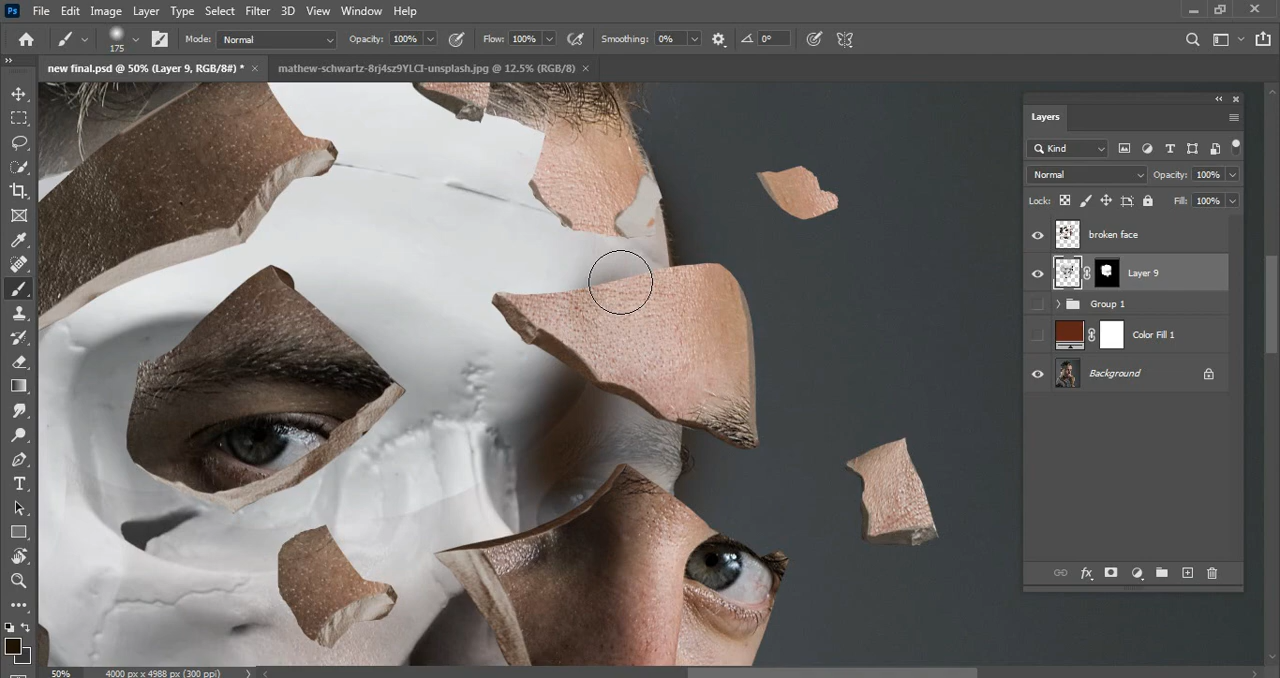 Ps File Edit Image Layer Type Select Filter 3D View Window Help
175 Mode: Normal Opacity: 100% Flow: 100% Smoothing: 0% 0°
new final.psd @ 50% (Layer 9, RGB/8#) * mathew-schwartz-8rj4sz9YLCI-unsplash.jpg @ 12.5% (RGB/8)
Layers
Kind
Normal Opacity: 100%
Lock: Fill: 100%
broken face
Layer 9
Group 1
Color Fill 1
Background
fx
50% 4000 px x 4988 px (300 ppi)